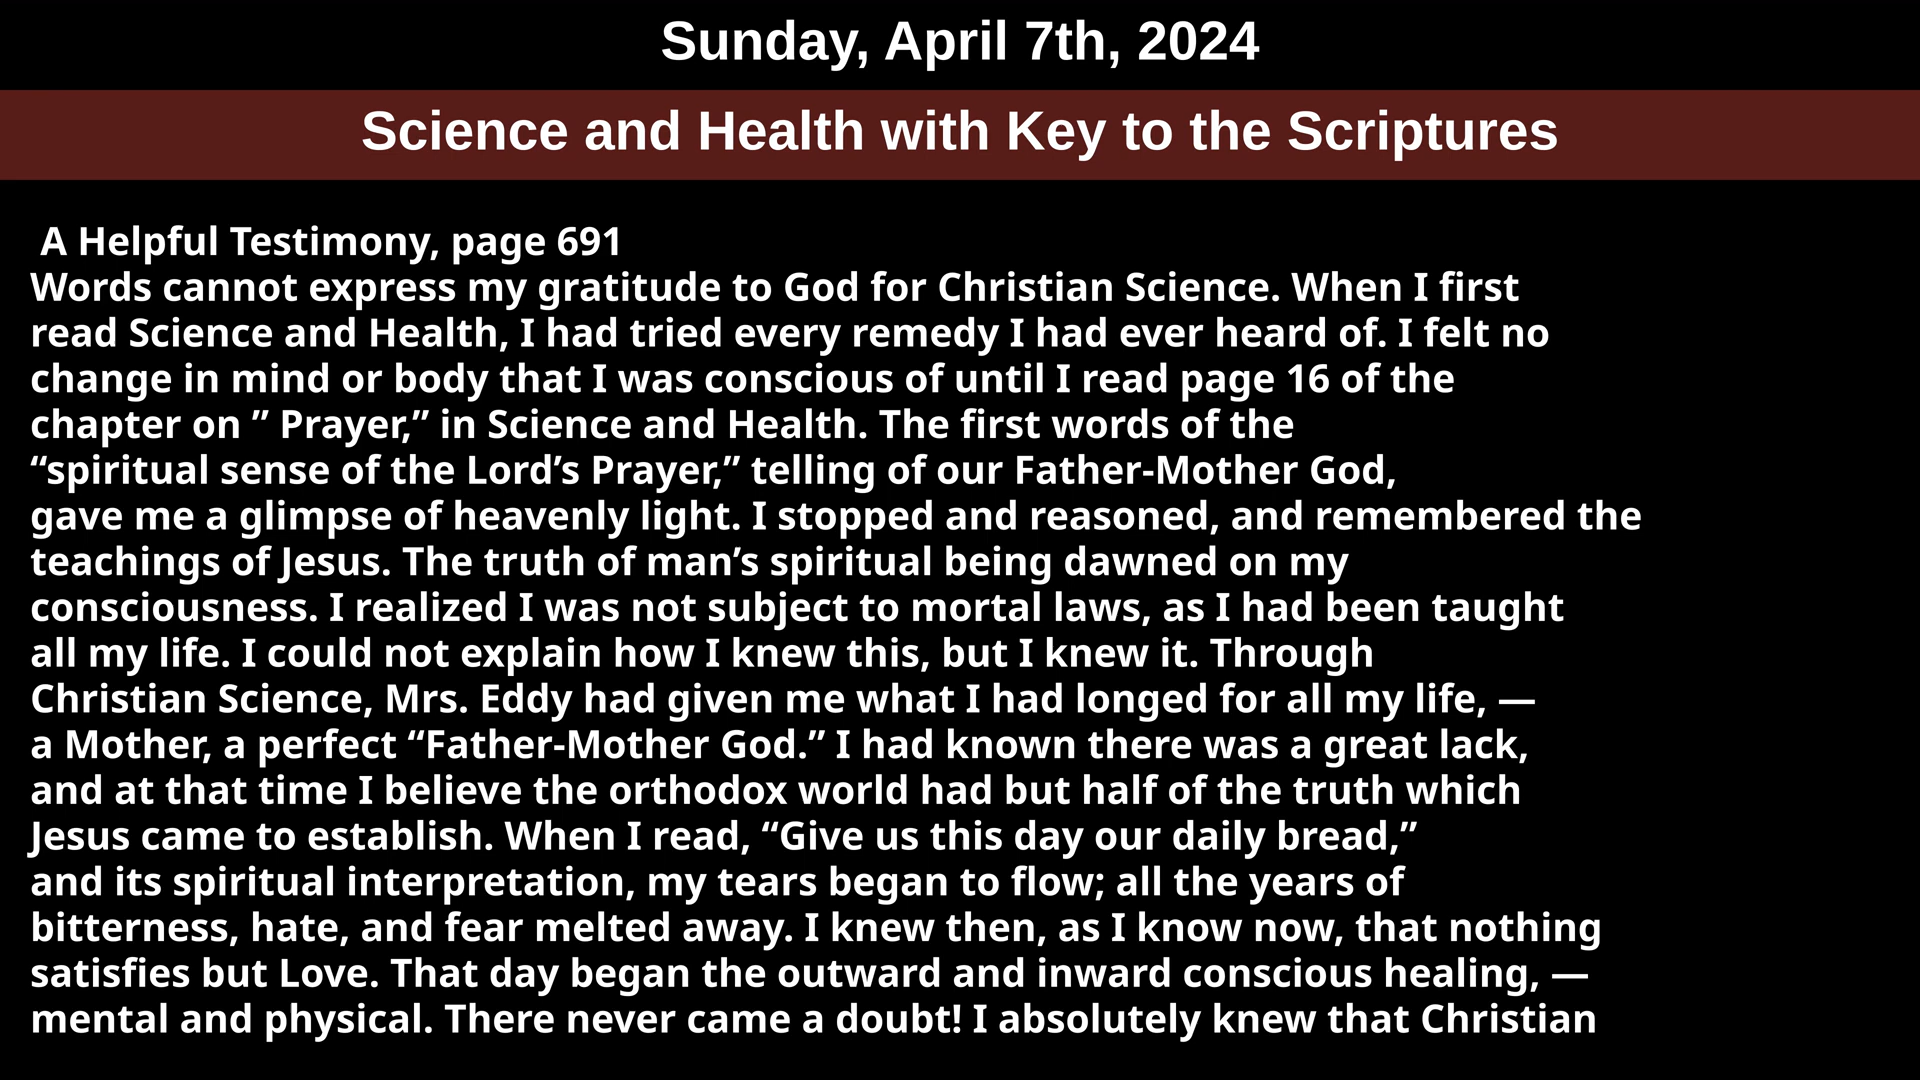 Sunday, April 7th, 2024
Science and Health with Key to the Scriptures
A Helpful Testimony, page 691
Words cannot express my gratitude to God for Christian Science. When I first
read Science and Health, I had tried every remedy I had ever heard of. I felt no
change in mind or body that I was conscious of until I read page 16 of the
chapter on ” Prayer,” in Science and Health. The first words of the
“spiritual sense of the Lord’s Prayer,” telling of our Father-Mother God,
gave me a glimpse of heavenly light. I stopped and reasoned, and remembered the
teachings of Jesus. The truth of man’s spiritual being dawned on my
consciousness. I realized I was not subject to mortal laws, as I had been taught
all my life. I could not explain how I knew this, but I knew it. Through
Christian Science, Mrs. Eddy had given me what I had longed for all my life, —
a Mother, a perfect “Father-Mother God.” I had known there was a great lack,
and at that time I believe the orthodox world had but half of the truth which
Jesus came to establish. When I read, “Give us this day our daily bread,”
and its spiritual interpretation, my tears began to flow; all the years of
bitterness, hate, and fear melted away. I knew then, as I know now, that nothing
satisfies but Love. That day began the outward and inward conscious healing, —
mental and physical. There never came a doubt! I absolutely knew that Christian